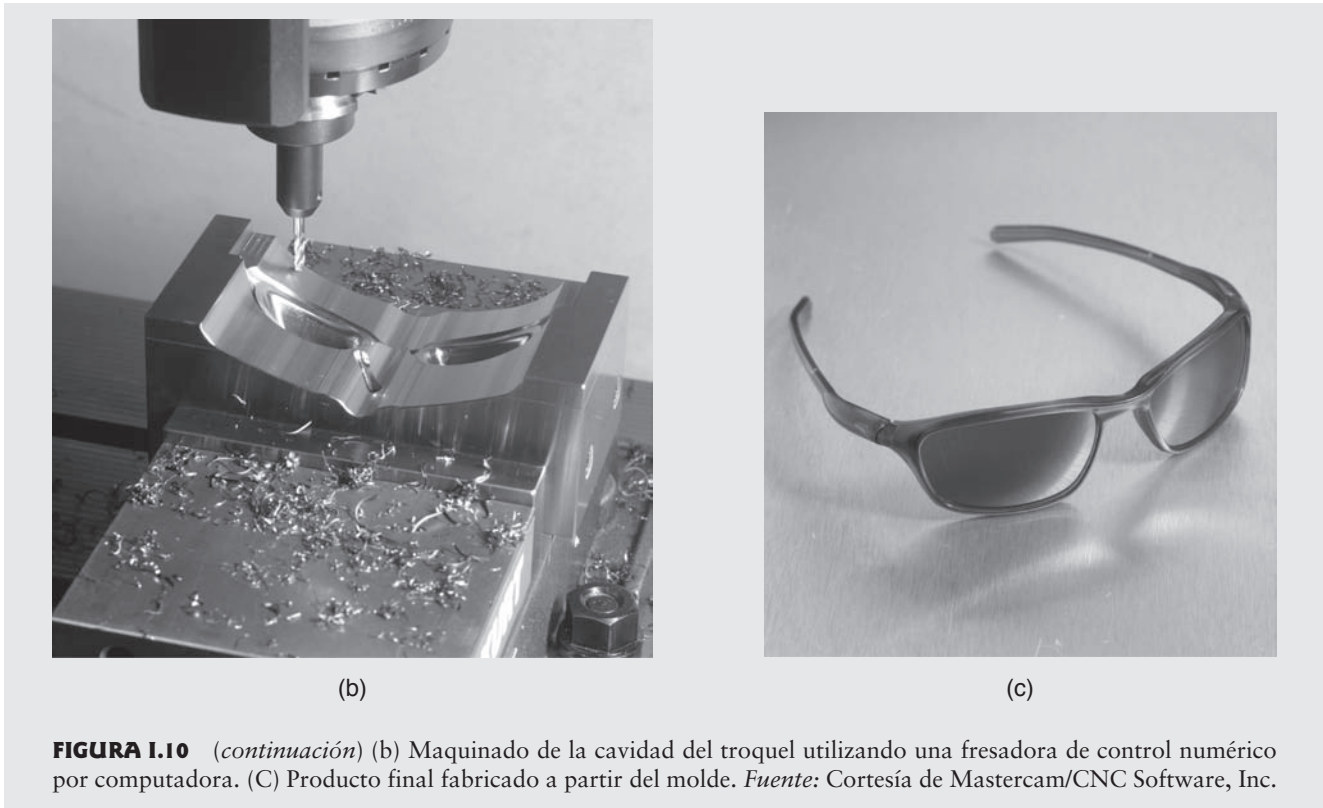 (b)
(c)
FIGURA I.10 (continuación) (b) Maquinado de la cavidad del troquel utilizando una fresadora de control numérico
por computadora. (C) Producto final fabricado a partir del molde. Fuente: Cortesía de Mastercam/CNC Software, Inc.